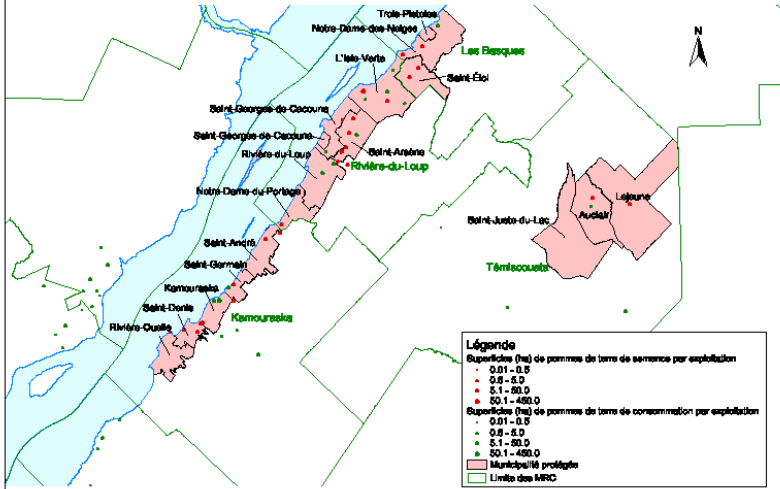 Trois-Pistoles
Notre-Dame-des-Neiges
N
Les Basques
L'Isle-Verte
Saint-Éloi
Saint-Georges-de-Cacouna
Saint-Georges-de-Cacouna
Saint-Arsène
Rivière-du-Loup
Rivière-du-Loup
Notre-Dame-du-Portage
Lejeune
Auclair
Saint-Juste-du-Lac
Saint-André
Témiscouata
Saint-Germain
Kamouraska
Saint-Denis
Kamouraska
Rivière-Ouelle
Légende
Superficies (ha) de pommes de terre de semence par exploitation
0.01 - 0.5
0.6 - 5.0
5.1 - 50.0
50.1 - 450.0
Superficies (ha) de pommes de terre de consommation par exploitation
0.01 - 0.5
0.6 - 5.0
5.1 - 50.0
50.1 - 450.0
Municipalité protégée
Limite des MRC